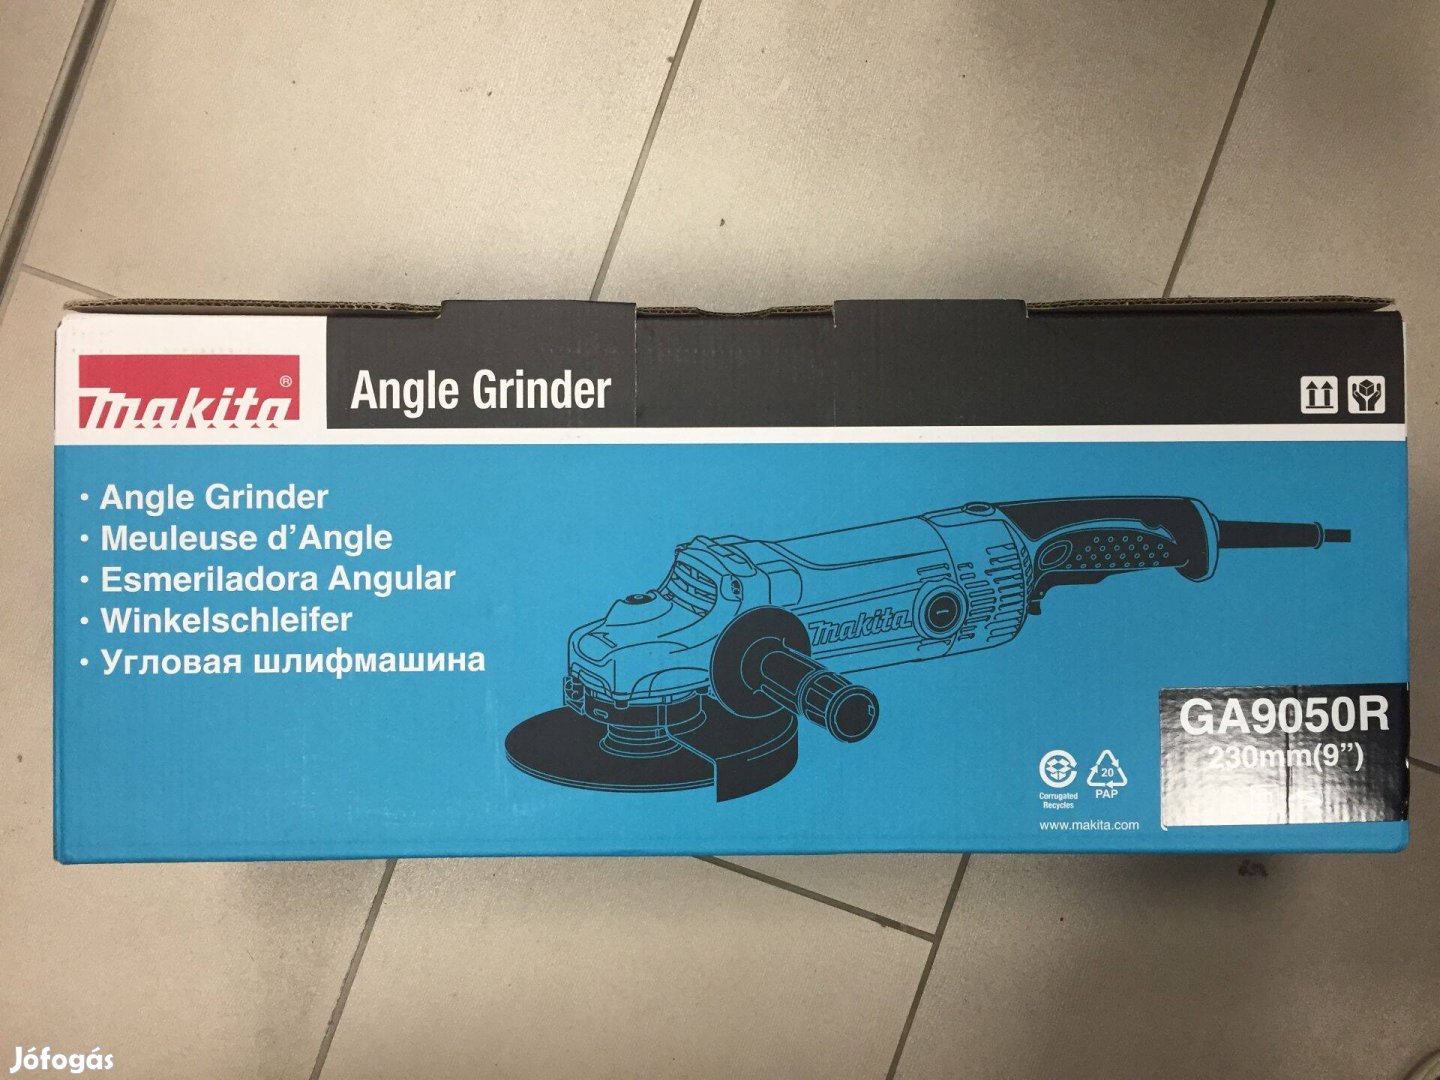 Makita®
Angle Grinder
• Angle Grinder
• Meuleuse d'Angle
• Esmeriladora Angular
• Winkelschleifer
• Угловая шлифмашина
Makita
GA9050R
230mm(9")
Corrugated
Recycles
20
PAP
www.makita.com
Jófogás